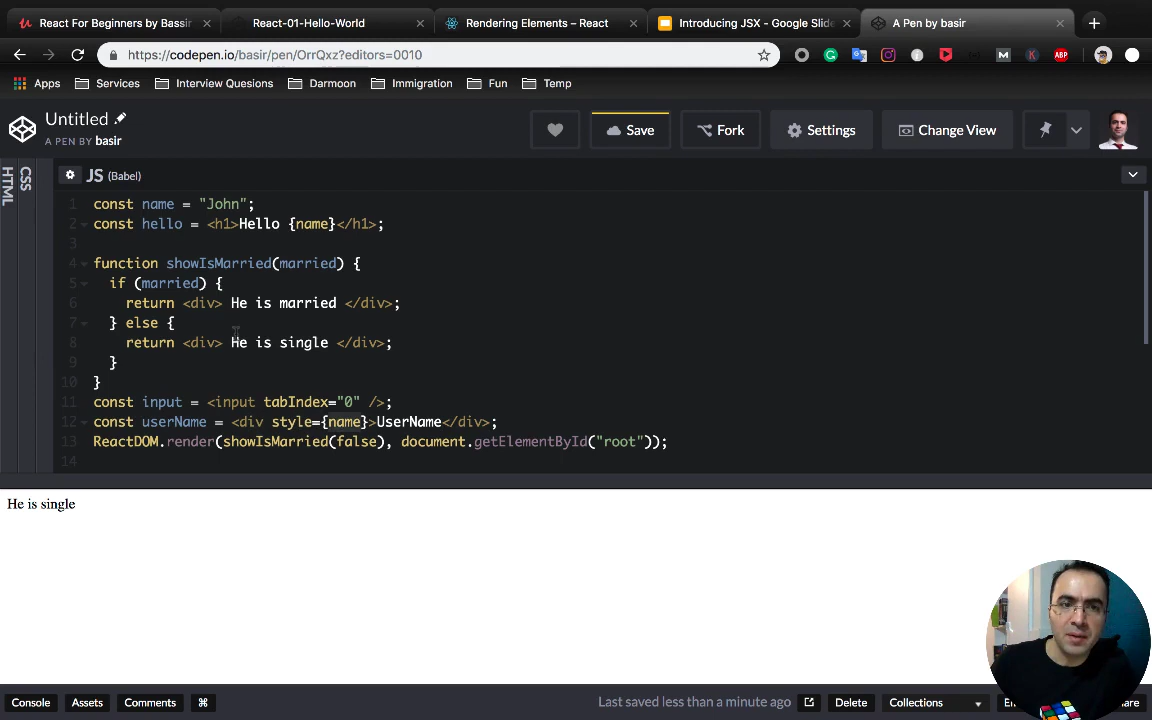 React For Beginners by Bassir
React-01-Hello-World
Rendering Elements – React
Introducing JSX - Google Slide
A Pen by basir
https://codepen.io/basir/pen/OrrQxz?editors=0010
ABP
Apps
Services
Interview Quesions
Darmoon
Immigration
Fun
Temp
Untitled
A PEN BY basir
Save
Fork
Settings
Change View
HTML
CSS
JS (Babel)
1 const name = "John";
2 const hello = <h1>Hello {name}</h1>;
3
4 function showIsMarried(married) {
5 if (married) {
6 return <div> He is married </div>;
7 } else {
8 return <div> He is single </div>;
9 }
10 }
11 const input = <input tabIndex="0" />;
12 const userName = <div style={name}>UserName</div>;
13 ReactDOM.render(showIsMarried(false), document.getElementById("root"));
14
He is single
Console
Assets
Comments
⌘
Last saved less than a minute ago
Delete
Collections